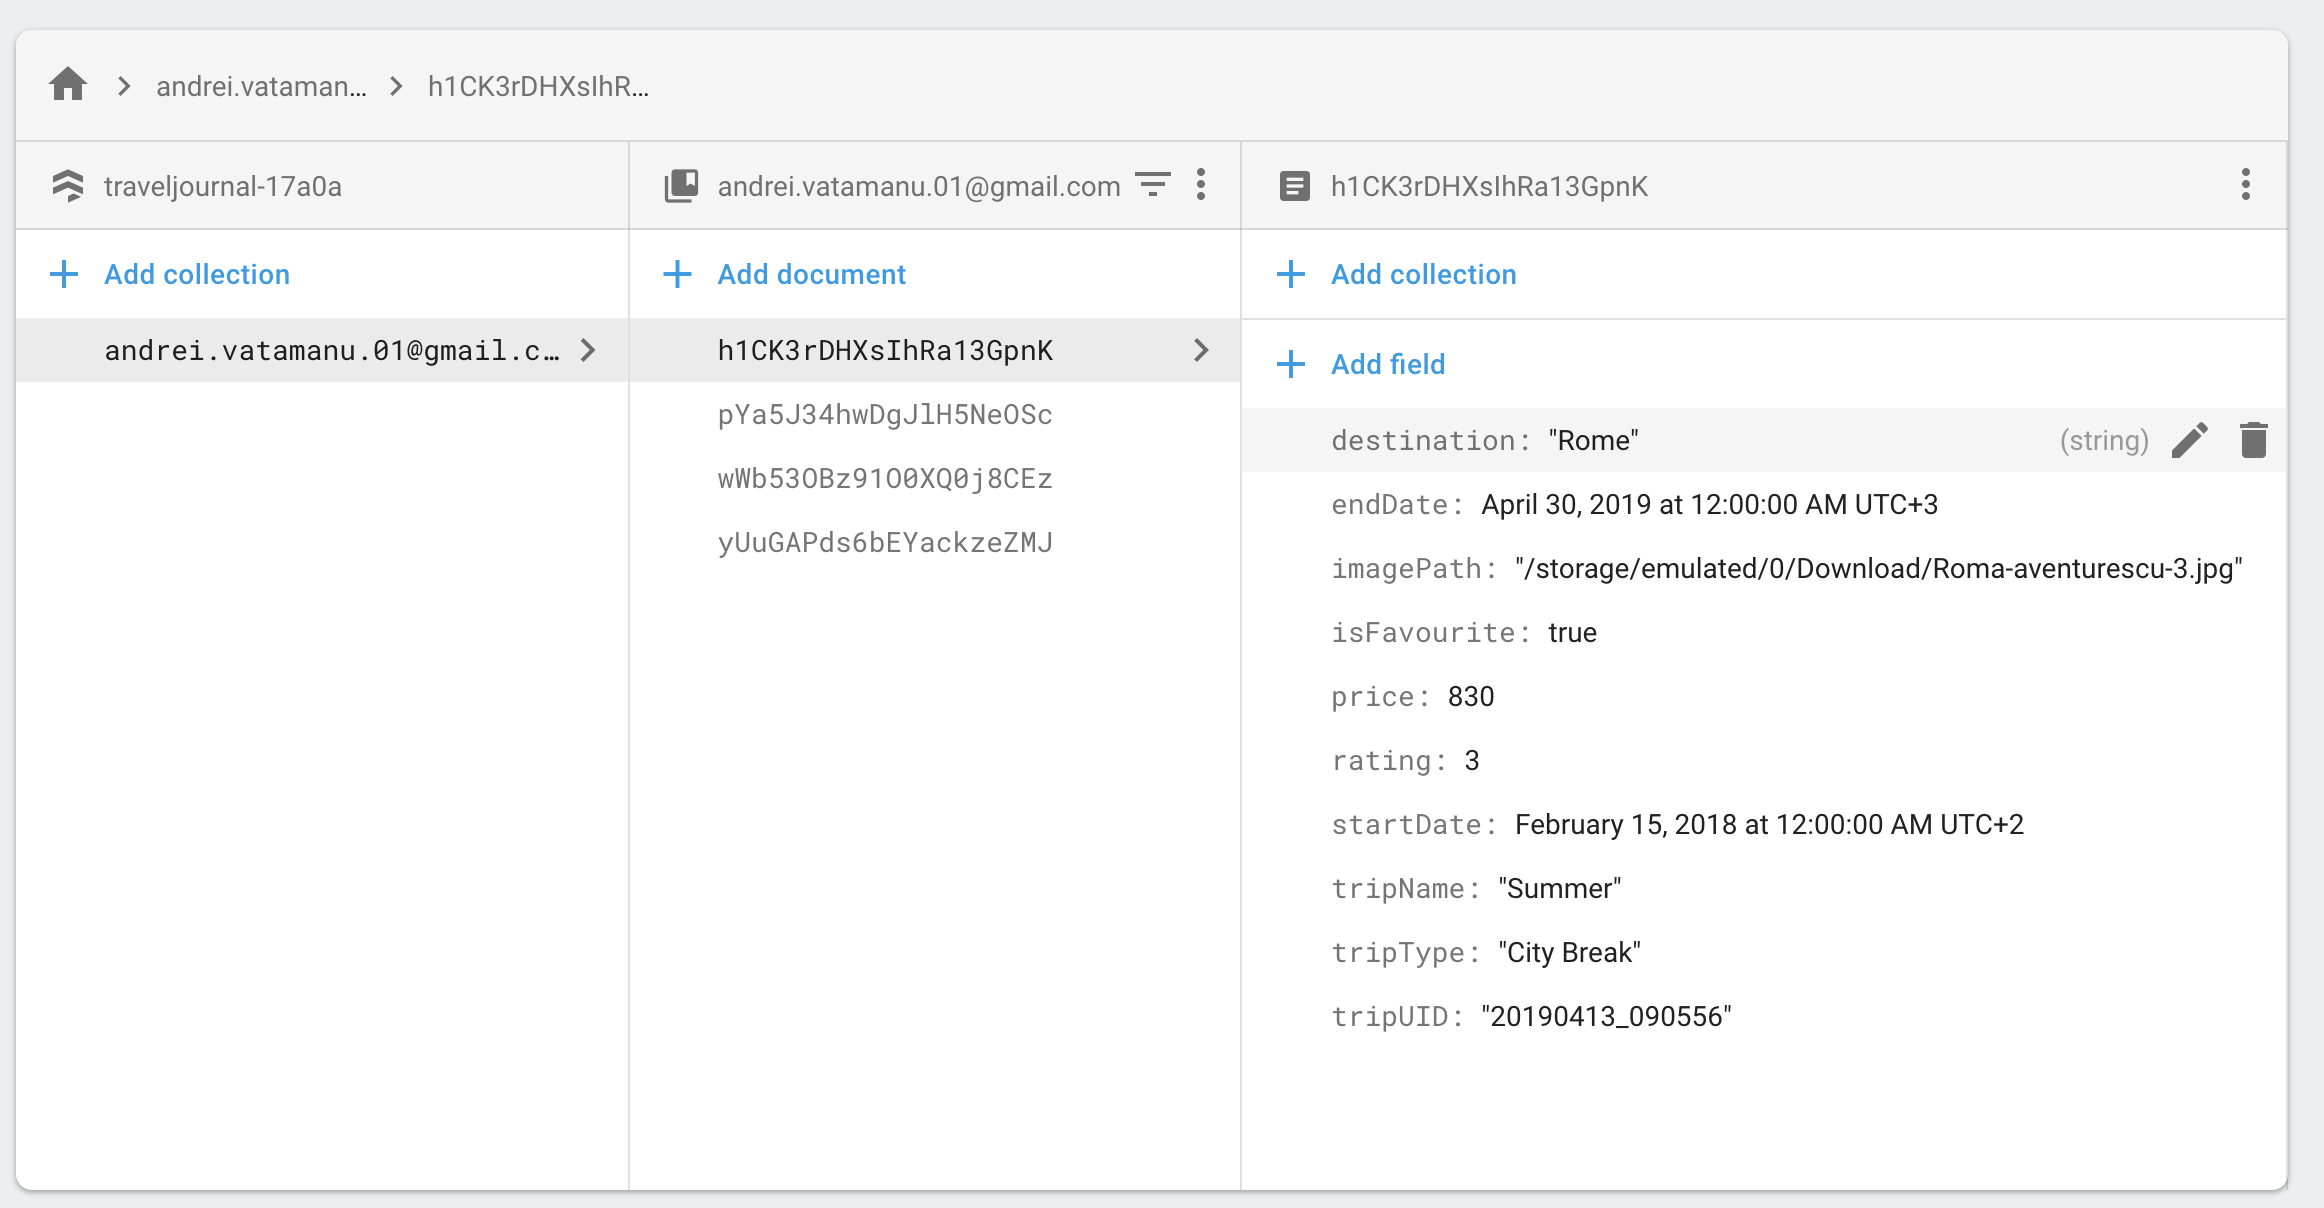 andrei.vataman... h1CK3rDHXsIhR...
traveljournal-17a0a
andrei.vatamanu.01@gmail.com
h1CK3rDHXsIhRa13GpnK
Add collection
andrei.vatamanu.01@gmail.c...
Add document
h1CK3rDHXsIhRa13GpnK
pYa5J34hwDgJlH5NeOSc
wWb53OBz91O0XQ0j8CEz
yUuGAPds6bEYackzeZMJ
Add collection
Add field
destination: "Rome" (string)
endDate: April 30, 2019 at 12:00:00 AM UTC+3
imagePath: "/storage/emulated/0/Download/Roma-aventurescu-3.jpg"
isFavourite: true
price: 830
rating: 3
startDate: February 15, 2018 at 12:00:00 AM UTC+2
tripName: "Summer"
tripType: "City Break"
tripUID: "20190413_090556"